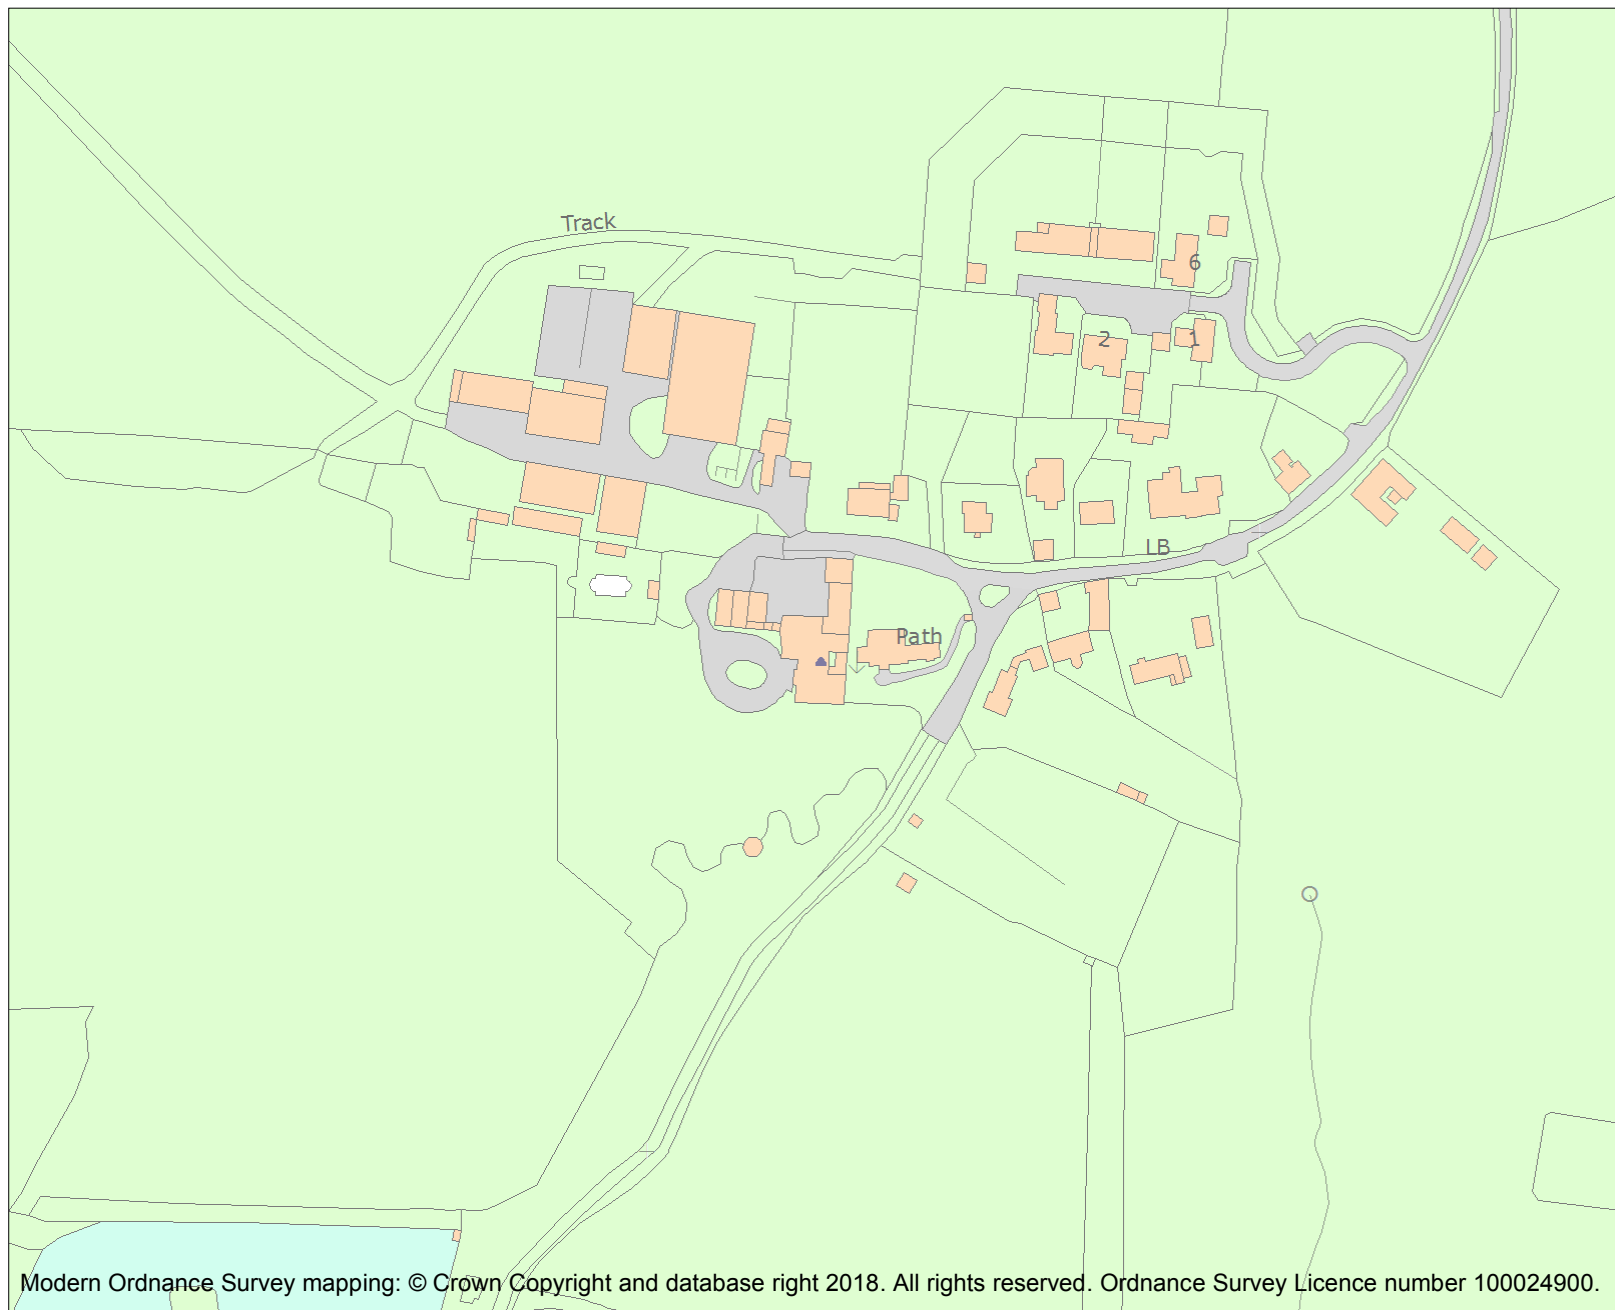 Track
6
2
1
LB
Path
Modern Ordnance Survey mapping: © Crown Copyright and database right 2018. All rights reserved. Ordnance Survey Licence number 100024900.